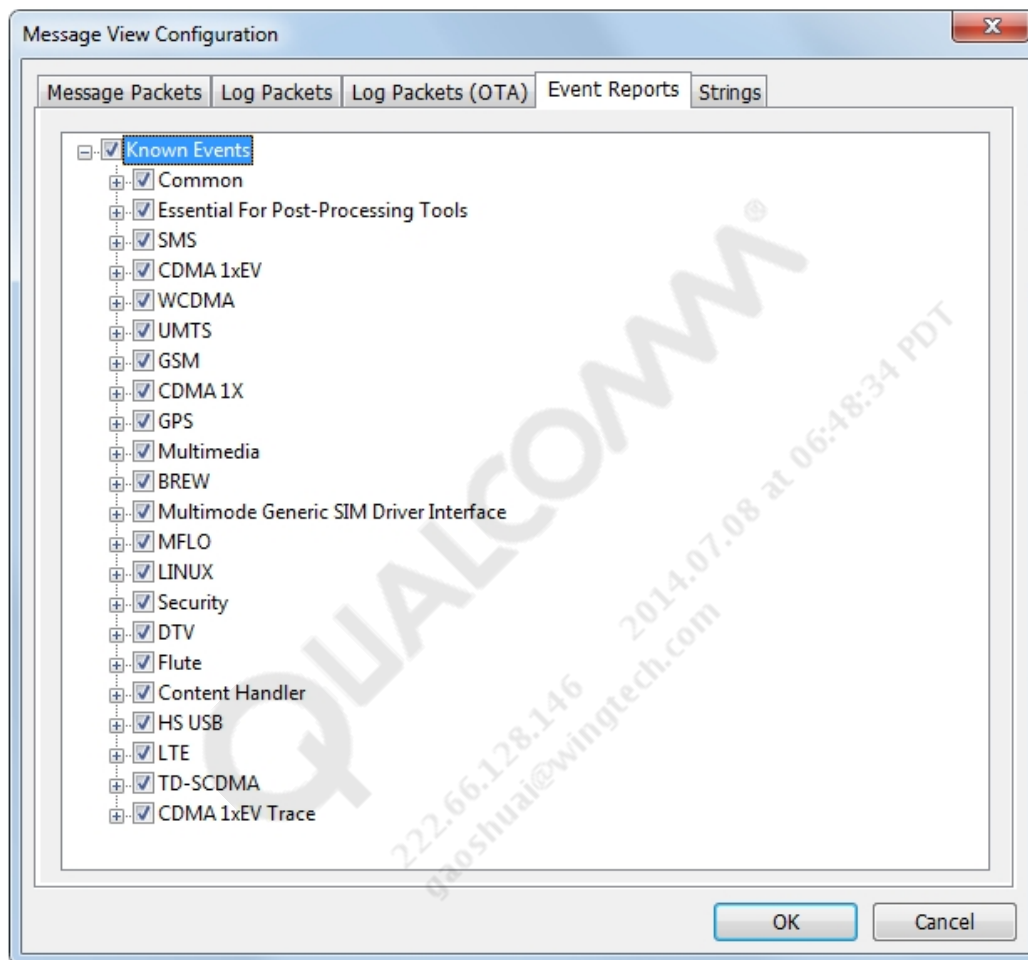 Message View Configuration
Message Packets
Log Packets
Log Packets (OTA)
Event Reports
Strings
Known Events
Common
Essential For Post-Processing Tools
SMS
CDMA 1xEV
WCDMA
UMTS
GSM
CDMA 1X
GPS
Multimedia
BREW
Multimode Generic SIM Driver Interface
MFLO
LINUX
Security
DTV
Flute
Content Handler
HS USB
LTE
TD-SCDMA
CDMA 1xEV Trace
QUALCOMM®
222.66.128.146 2014.07.08 at 06:48:34 PDT
gaoshuai@wingtech.com
OK
Cancel